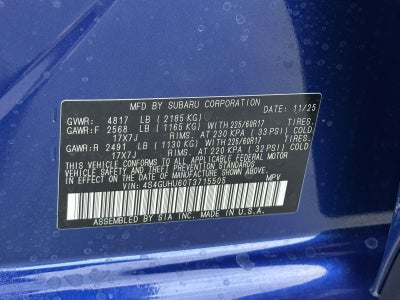 MFD. BY SUBARU CORPORATION DATE: 11/25
GVWR: 4817 LB (2185 KG)
GAWR:F 2568 LB (1165 KG) WITH 225/60R17 TIRES,
17X7J RIMS, AT 230 KPA (33 PSI) COLD
GAWR:R 2491 LB (1130 KG) WITH 225/60R17 TIRES,
17X7J RIMS, AT 220 KPA (32 PSI) COLD
THIS VEHICLE CONFORMS TO ALL APPLICABLE FEDERAL MOTOR
VEHICLE SAFETY AND THEFT PREVENTION STANDARDS IN EFFECT
ON THE DATE OF MANUFACTURE SHOWN ABOVE.
VIN: 4S4GUHU60T3715505 MPV
ASSEMBLED BY SIA INC. MADE IN U.S.A.